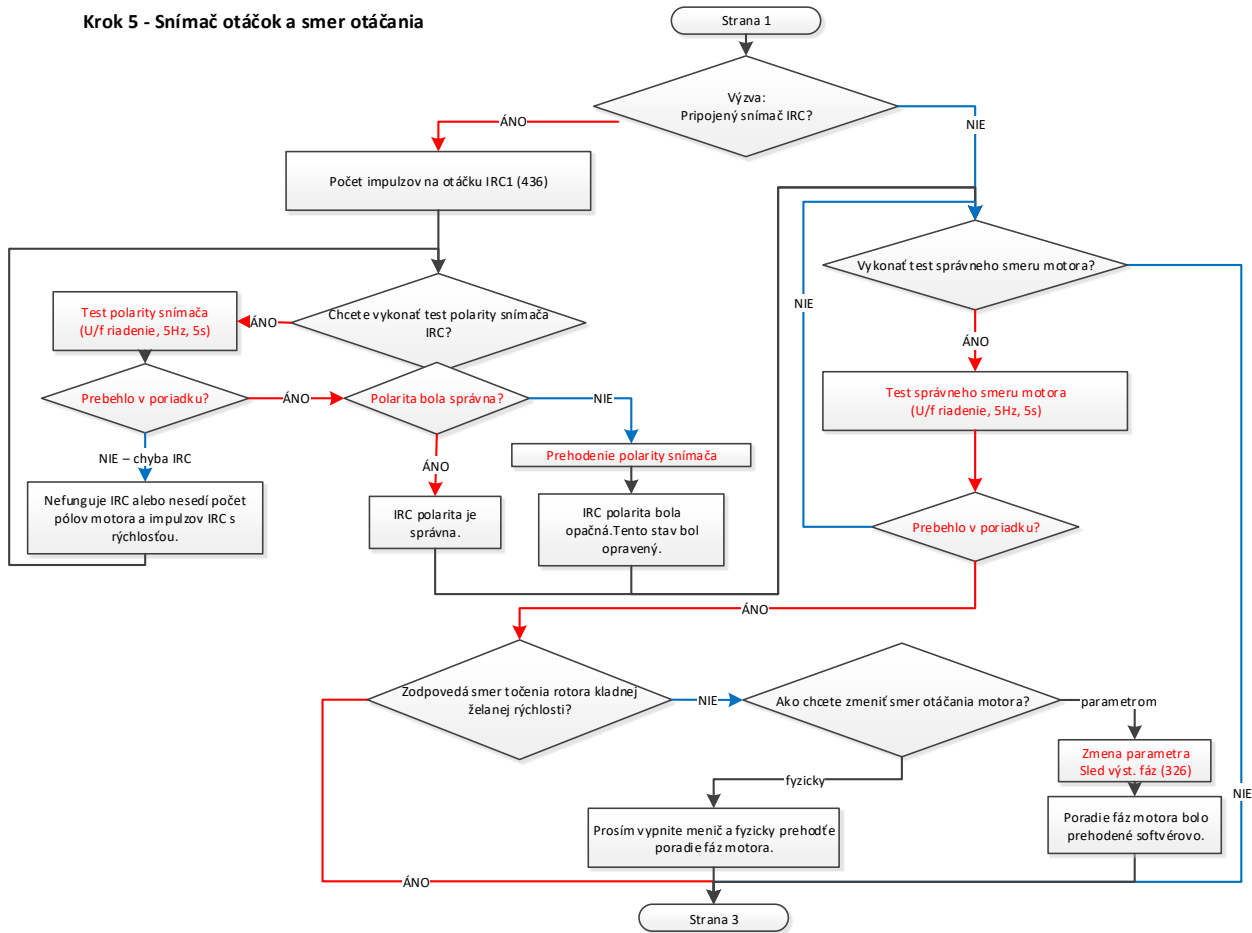 Krok 5 - Snímač otáčok a smer otáčania
Strana 1
Výzva:
Pripojený snímač IRC?
ÁNO
NIE
Počet impulzov na otáčku IRC1 (436)
Vykonať test správneho smeru motora?
NIE
Test polarity snímača
(U/f riadenie, 5Hz, 5s)
ÁNO
Chcete vykonať test polarity snímača
IRC?
ÁNO
Prebehlo v poriadku?
ÁNO
Polarita bola správna?
NIE
Test správneho smeru motora
(U/f riadenie, 5Hz, 5s)
NIE – chyba IRC
ÁNO
Prehodenie polarity snímača
Nefunguje IRC alebo nesedí počet
pólov motora a impulzov IRC s
rýchlosťou.
IRC polarita je
správna.
IRC polarita bola
opačná.Tento stav bol
opravený.
Prebehlo v poriadku?
ÁNO
Zodpovedá smer točenia rotora kladnej
želanej rýchlosti?
NIE
Ako chcete zmeniť smer otáčania motora?
parametrom
Zmena parametra
Sled výst. fáz (326)
fyzicky
NIE
Prosím vypnite menič a fyzicky prehoďte
poradie fáz motora.
Poradie fáz motora bolo
prehodené softvérovo.
ÁNO
Strana 3